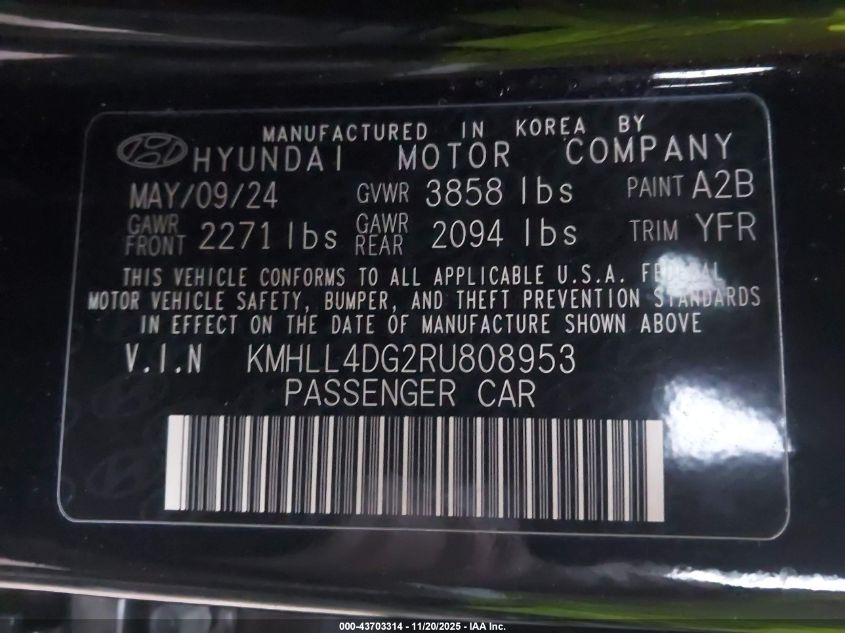 MANUFACTURED IN KOREA BY
HYUNDAI MOTOR COMPANY
MAY/09/24 GVWR 3858 lbs PAINT A2B
GAWR FRONT 2271 lbs GAWR REAR 2094 lbs TRIM YFR
THIS VEHICLE CONFORMS TO ALL APPLICABLE U.S.A. FEDERAL
MOTOR VEHICLE SAFETY, BUMPER, AND THEFT PREVENTION STANDARDS
IN EFFECT ON THE DATE OF MANUFACTURE SHOWN ABOVE
V.I.N KMHLL4DG2RU808953
PASSENGER CAR
000-43703314 - 11/20/2025 - IAA Inc.